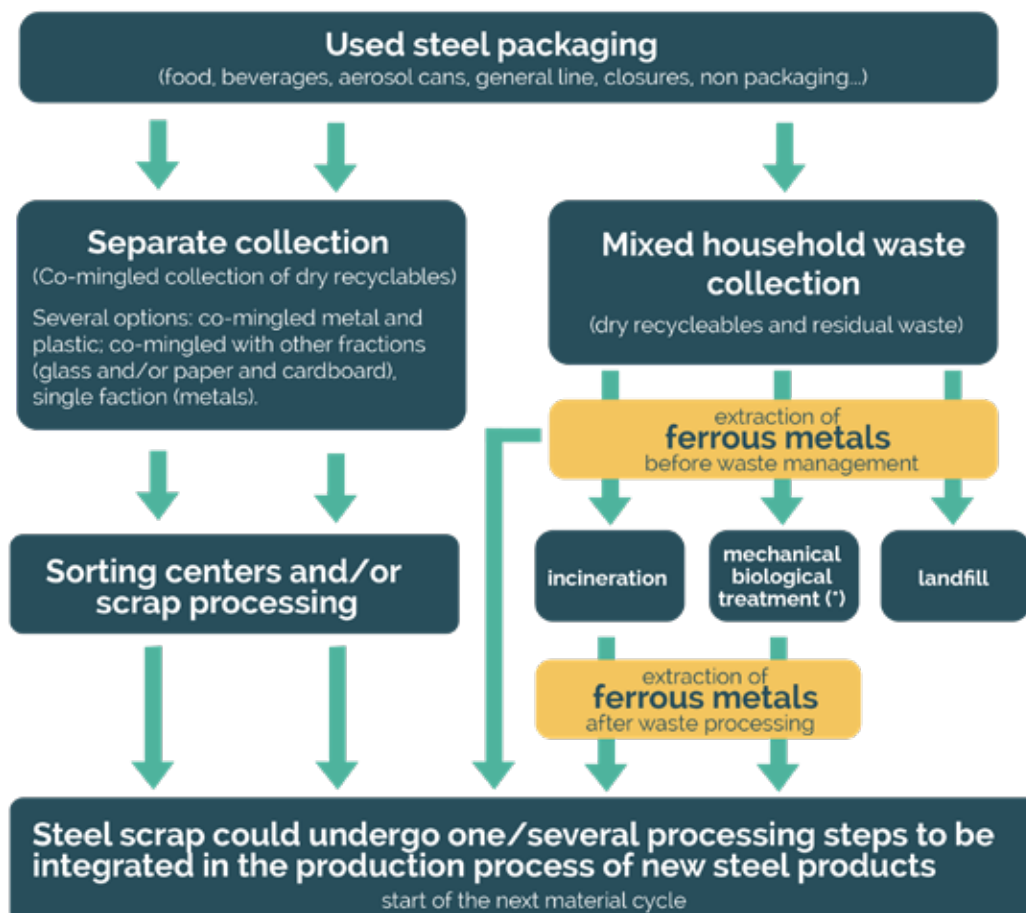 Used steel packaging
(food, beverages, aerosol cans, general line, closures, non packaging...)
Separate collection
(Co-mingled collection of dry recyclables)
Several options: co-mingled metal and
plastic; co-mingled with other fractions
(glass and/or paper and cardboard),
single faction (metals).
Mixed household waste
collection
(dry recycleables and residual waste)
extraction of
ferrous metals
before waste management
Sorting centers and/or
scrap processing
incineration
mechanical
biological
treatment (*)
landfill
extraction of
ferrous metals
after waste processing
Steel scrap could undergo one/several processing steps to be
integrated in the production process of new steel products
start of the next material cycle